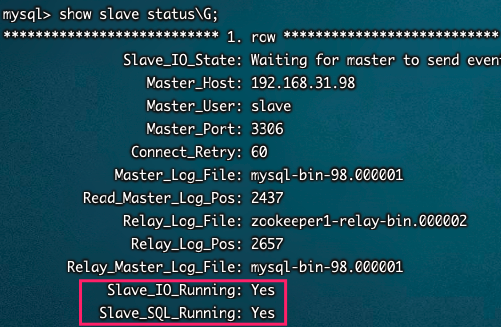 mysql> show slave status\G;
*************************** 1. row ***************************
Slave_IO_State: Waiting for master to send
Master_Host: 192.168.31.98
Master_User: slave
Master_Port: 3306
Connect_Retry: 60
Master_Log_File: mysql-bin-98.000001
Read_Master_Log_Pos: 2437
Relay_Log_File: zookeeper1-relay-bin.000002
Relay_Log_Pos: 2657
Relay_Master_Log_File: mysql-bin-98.000001
Slave_IO_Running: Yes
Slave_SQL_Running: Yes